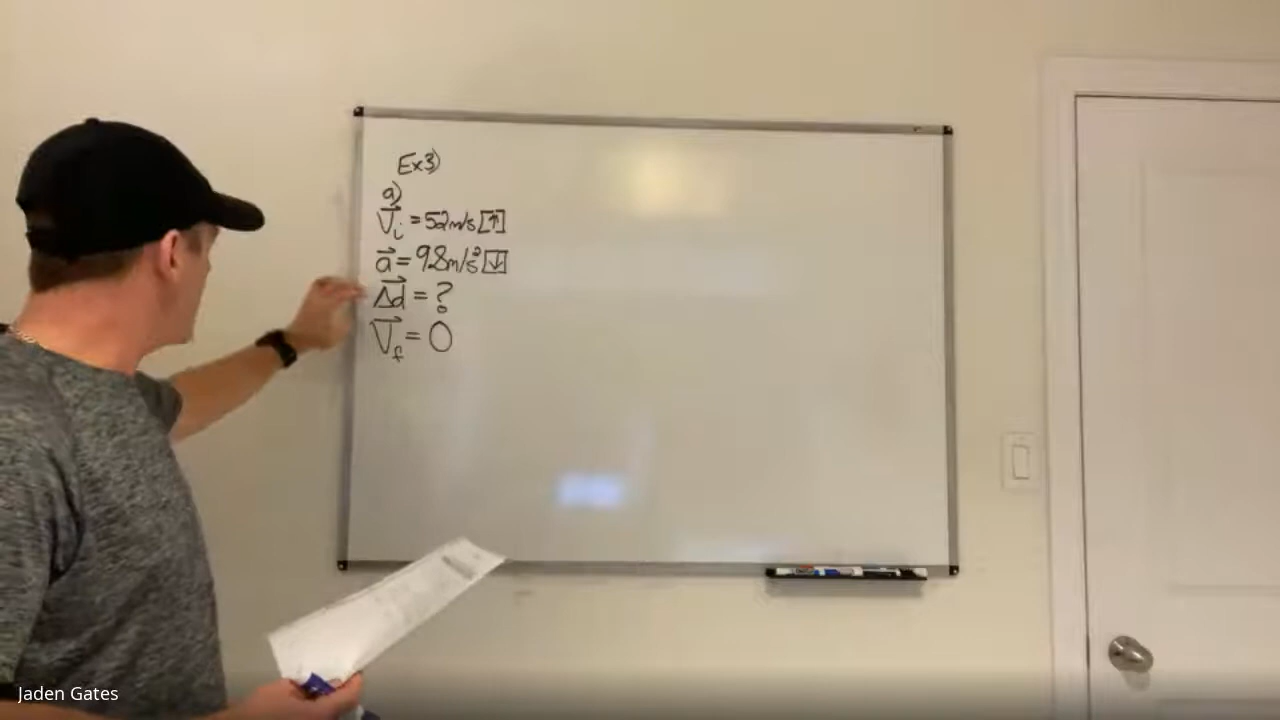 Ex3)
a)
V⃗i = 52m/s[↑]
a⃗ = 9.8m/s²[↓]
Δd⃗ = ?
V⃗f = 0
Jaden Gates